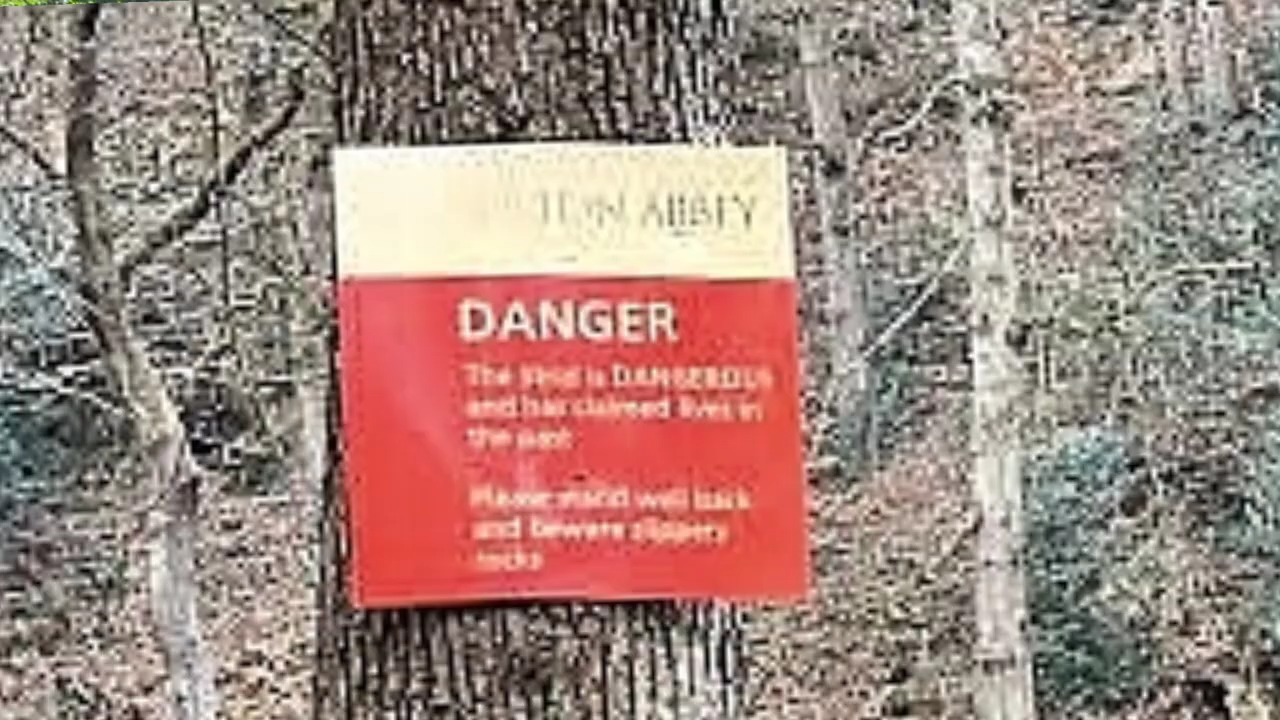 TON ABBEY
DANGER
The Strid is DANGEROUS
and has claimed lives in
the past
Please stand well back
and beware slippery
rocks